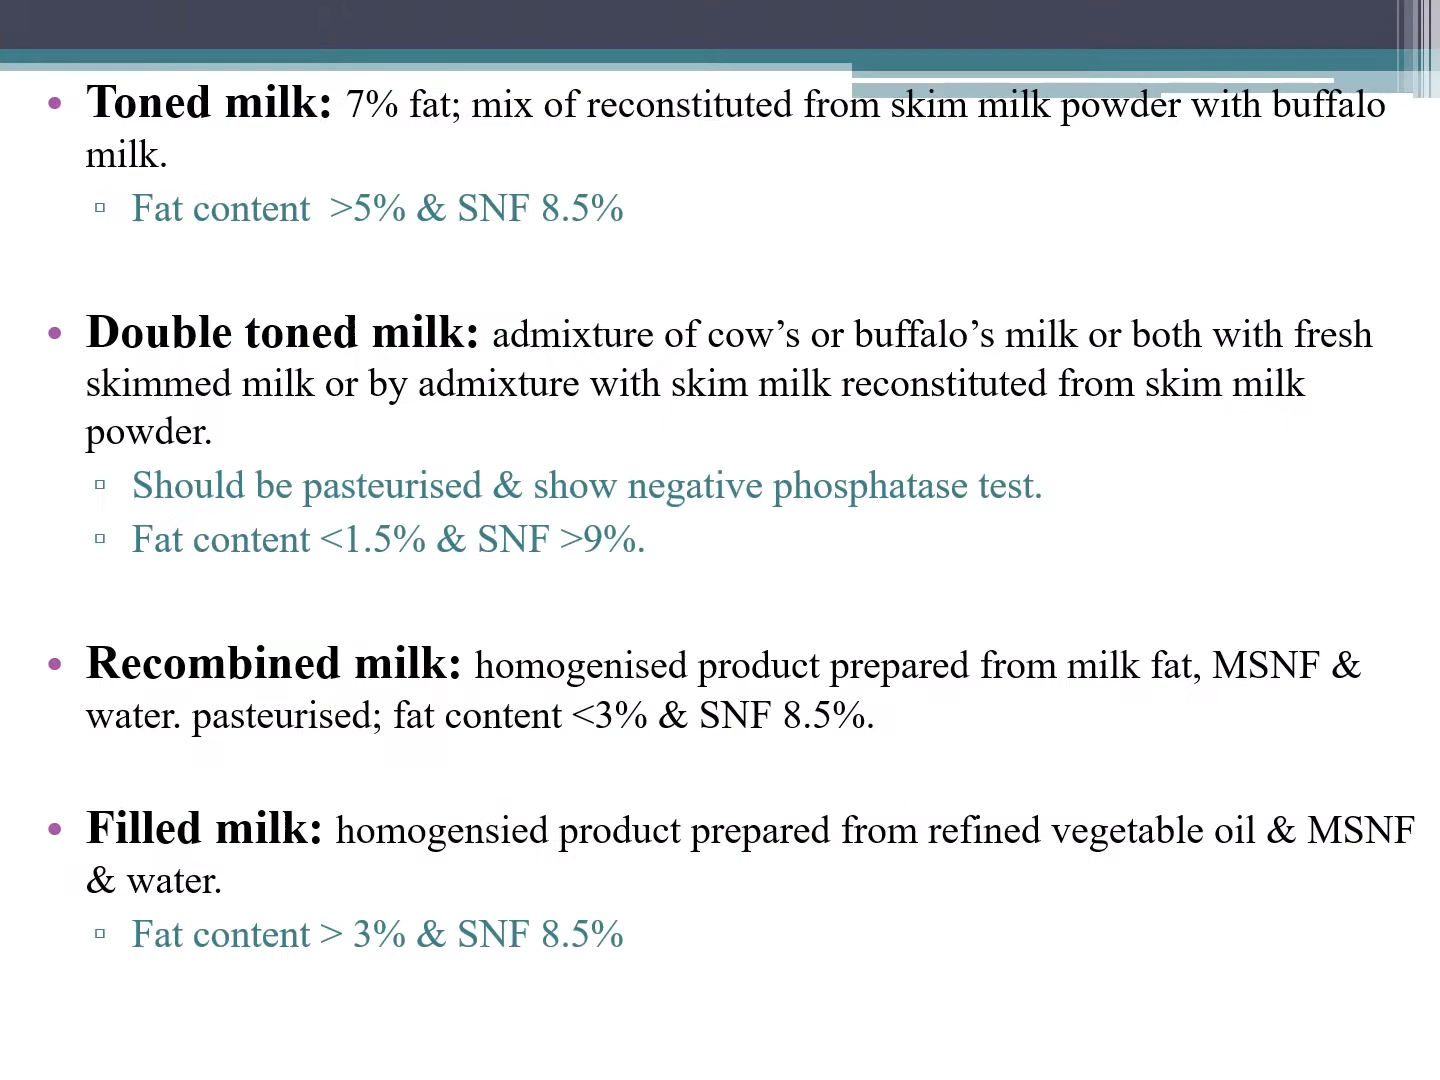 • Toned milk: 7% fat; mix of reconstituted from skim milk powder with buffalo
milk.
▫ Fat content >5% & SNF 8.5%
• Double toned milk: admixture of cow’s or buffalo’s milk or both with fresh
skimmed milk or by admixture with skim milk reconstituted from skim milk
powder.
▫ Should be pasteurised & show negative phosphatase test.
▫ Fat content <1.5% & SNF >9%.
• Recombined milk: homogenised product prepared from milk fat, MSNF &
water. pasteurised; fat content <3% & SNF 8.5%.
• Filled milk: homogensied product prepared from refined vegetable oil & MSNF
& water.
▫ Fat content > 3% & SNF 8.5%